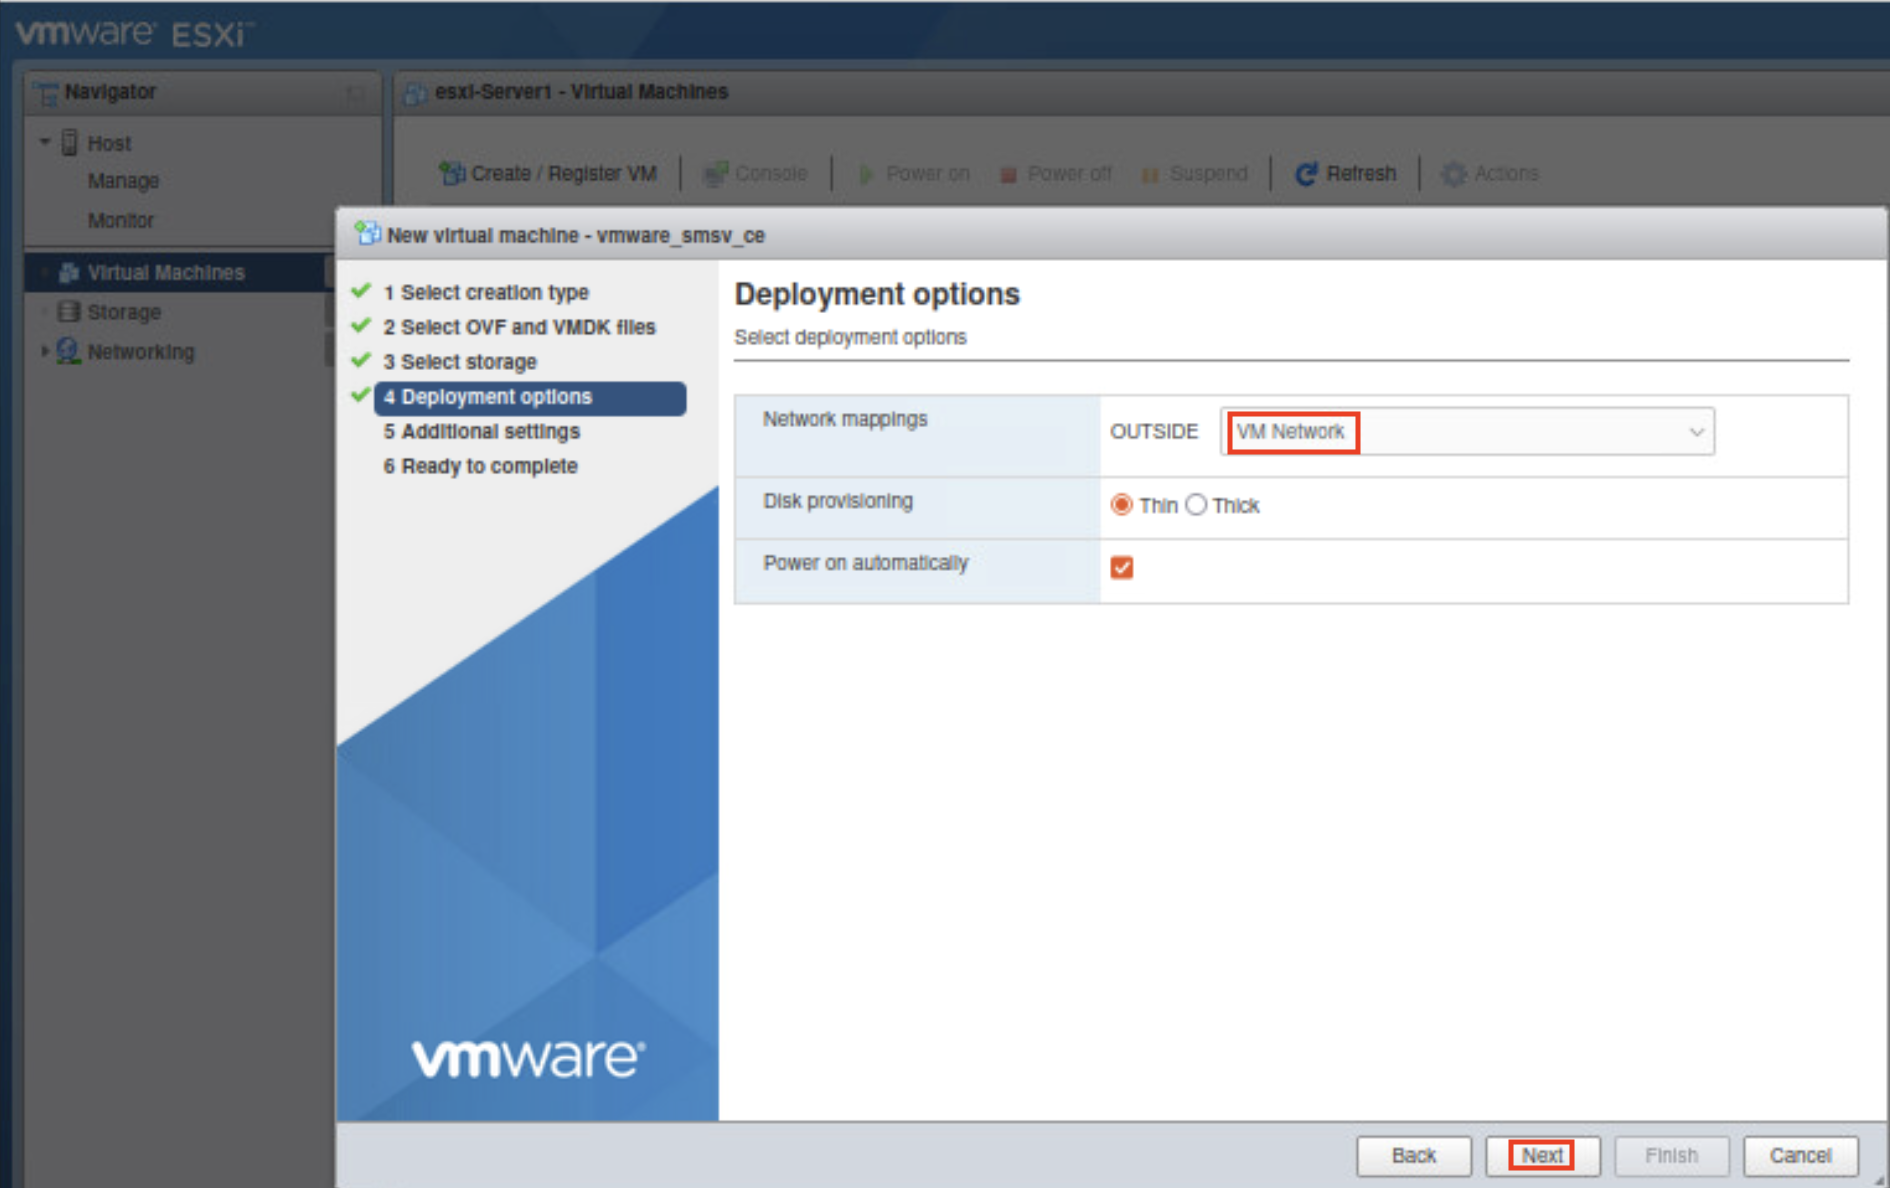 vmware ESXi™
Navigator
Host
Manage
Monitor
Virtual Machines
Storage
Networking
esxi-Server1 - Virtual Machines
Create / Register VM
Console
Power on
Power off
Suspend
Refresh
Actions
New virtual machine - vmware_smsv_ce
1 Select creation type
2 Select OVF and VMDK files
3 Select storage
4 Deployment options
5 Additional settings
6 Ready to complete
vmware®
Deployment options
Select deployment options
Network mappings
OUTSIDE
VM Network
Disk provisioning
Thin
Thick
Power on automatically
Back
Next
Finish
Cancel